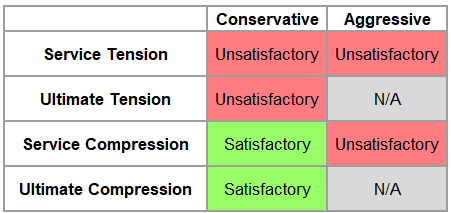 Conservative Aggressive
Service Tension Unsatisfactory Unsatisfactory
Ultimate Tension Unsatisfactory N/A
Service Compression Satisfactory Unsatisfactory
Ultimate Compression Satisfactory N/A